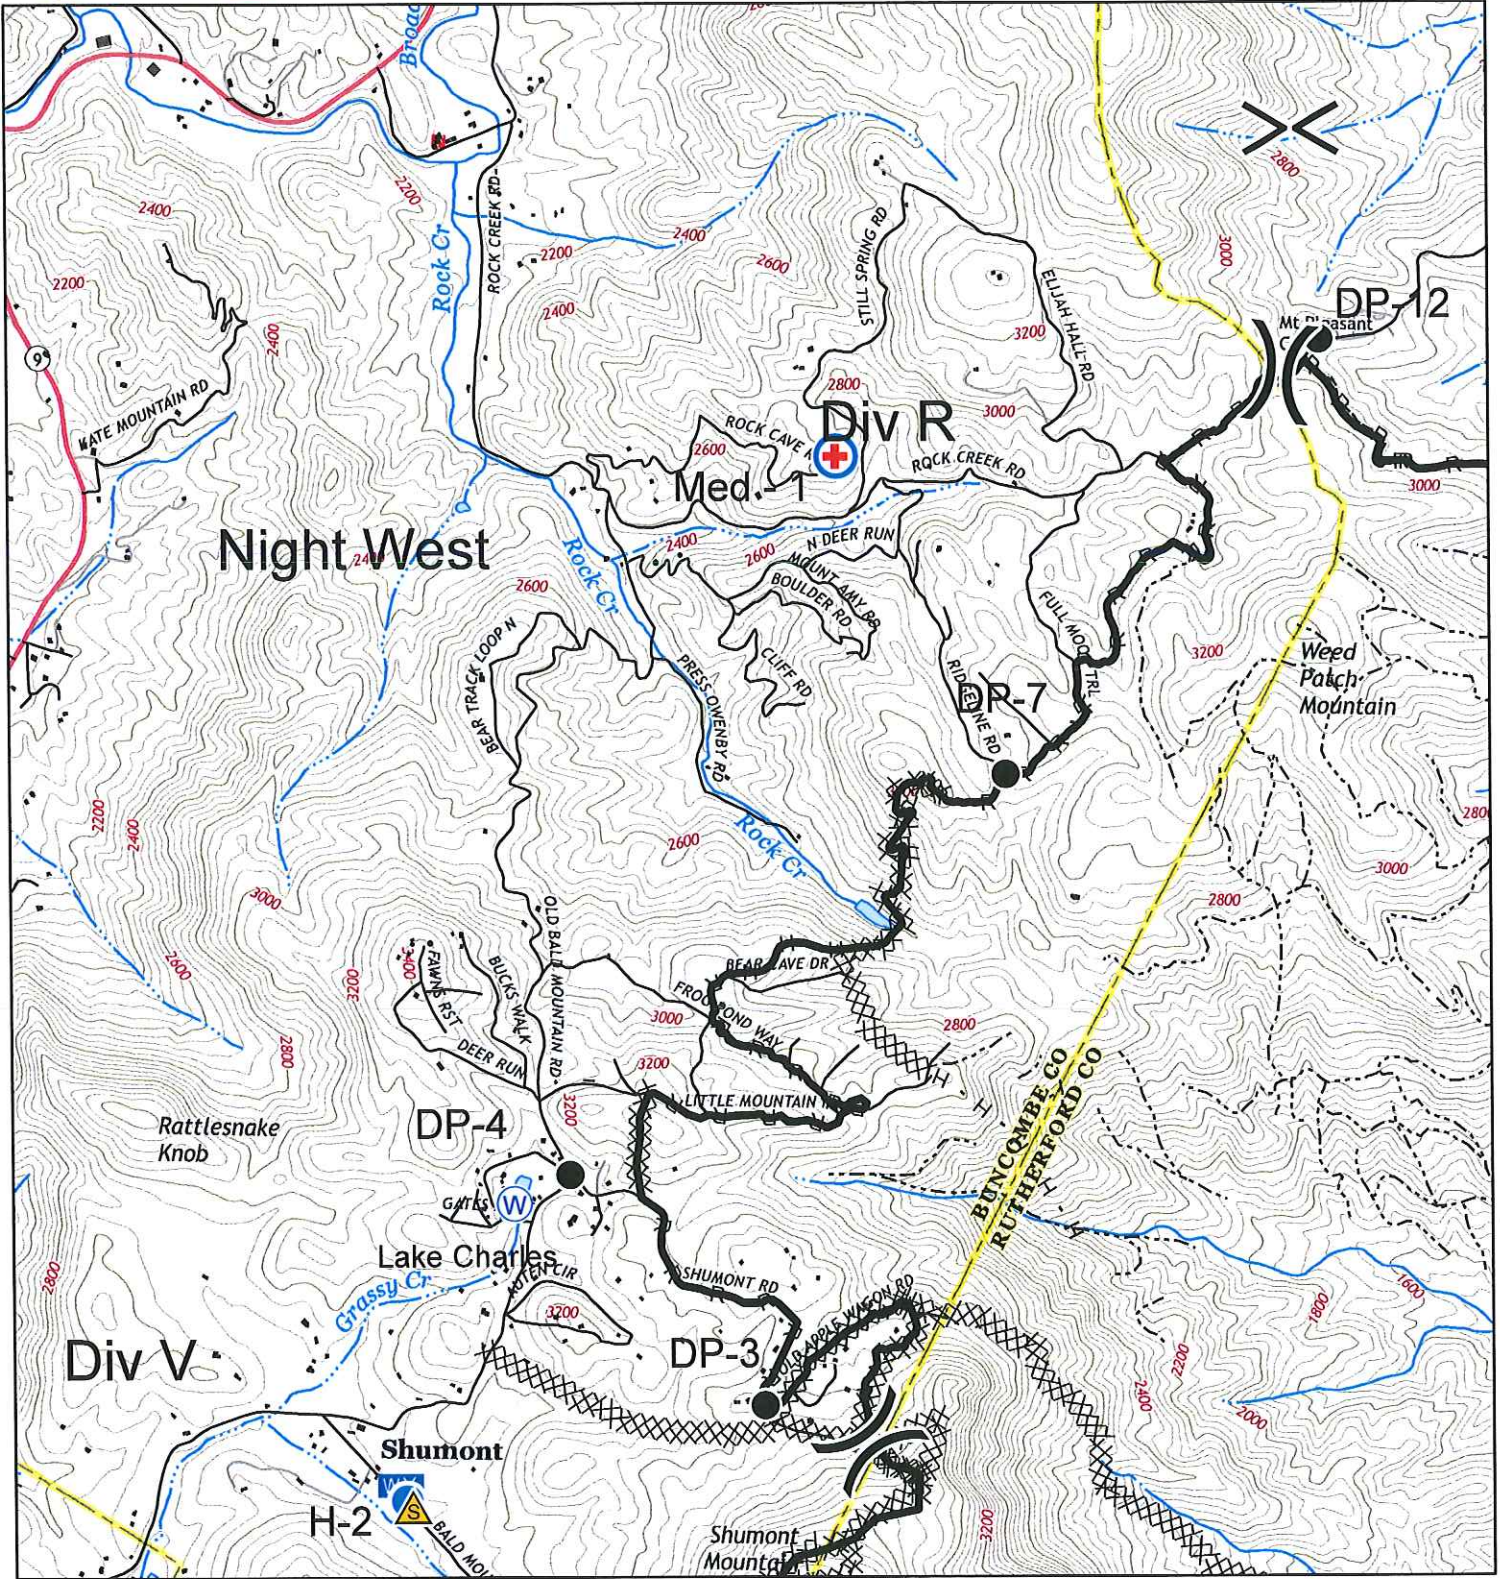 Broad
2200
2400
2800
ROCK CREEK RD
Rock Cr
2200
2400
2600
STILL SPRING RD
3000
2200
2400
2400
ELIJAH HALL RD
3200
DP-12
Mt Pleasant
9
KATE MOUNTAIN RD
2800
3000
Div R
ROCK CAVE
2600
ROCK CREEK RD
Med - 1
3000
Night West
2400
N DEER RUN
2400
2600
MOUNT AMY RD
BOULDER RD
Rock Cr
2600
FULL MOON TRL
3200
Weed
Patch
Mountain
BEAR TRACK LOOP N
CLIFF RD
PRESS OWENBY RD
RIDGELINE RD
DP-7
2200
2400
2600
Rock Cr
2800
3000
2800
3000
OLD BALD MOUNTAIN RD
2600
3400
3200
FAWNS RST
BUCKS WALK
BEAR CAVE DR
FROG POND WAY
3000
2800
2800
DEER RUN
3200
3200
LITTLE MOUNTAIN
BUNCOMBE CO
RUTHERFORD CO
Rattlesnake
Knob
DP-4
GATES
W
Lake Charles
Grassy Cr
AUTEN CIR
3200
SHUMONT RD
2800
1600
1800
APPLE WAGON RD
DP-3
Div V
2200
2400
2000
Shumont
H-2
S
BALD MOU
3200
Shumont
Mountain